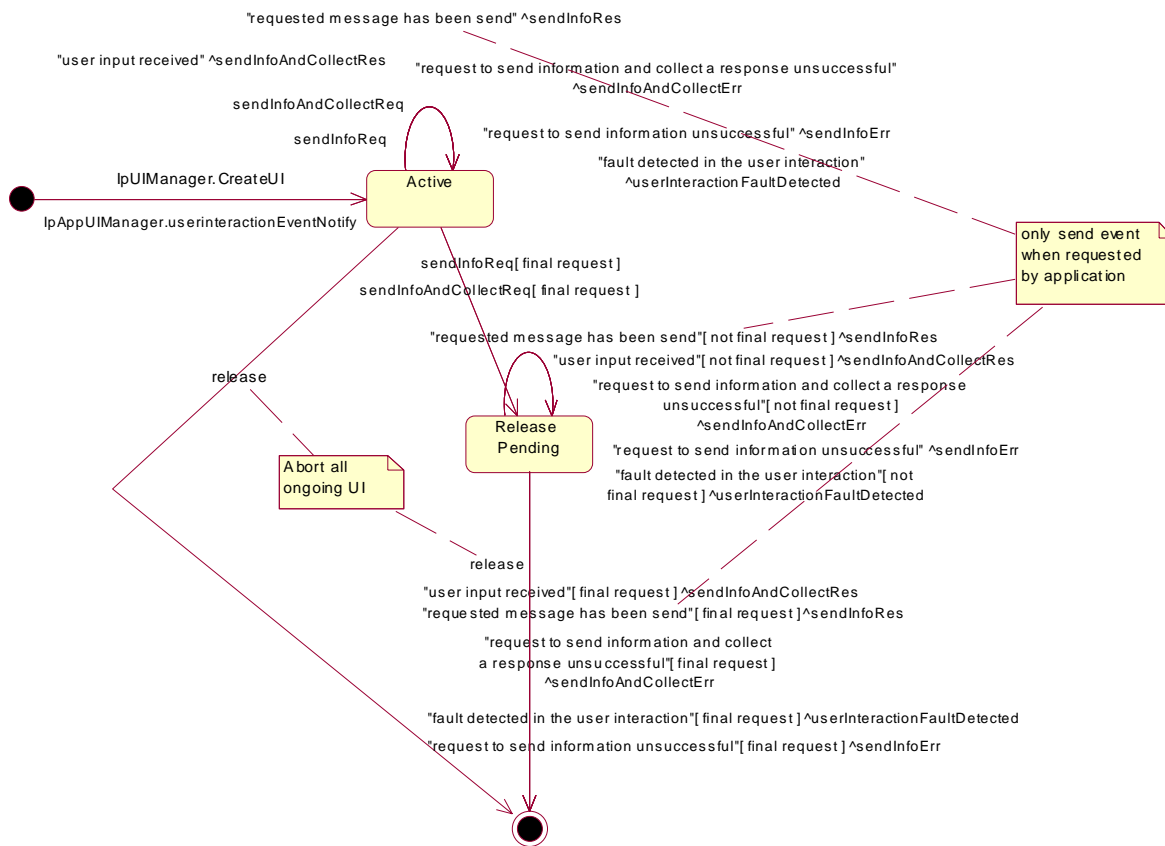 "requested message has been send" ^sendInfoRes
"user input received" ^sendInfoAndCollectRes
"request to send information and collect a response unsuccessful"
^sendInfoAndCollectErr
sendInfoAndCollectReq
sendInfoReq
"request to send information unsuccessful" ^sendInfoErr
"fault detected in the user interaction"
^userInteractionFaultDetected
IpUIManager.CreateUI
Active
IpAppUIManager.userinteractionEventNotify
only send event
when requested
by application
sendInfoReq[ final request ]
sendInfoAndCollectReq[ final request ]
"requested message has been send"[ not final request ] ^sendInfoRes
"user input received"[ not final request ] ^sendInfoAndCollectRes
release
"request to send information and collect a response
unsuccessful"[ not final request ]
^sendInfoAndCollectErr
Release
Pending
"request to send information unsuccessful" ^sendInfoErr
"fault detected in the user interaction"[ not
final request ] ^userInteractionFaultDetected
Abort all
ongoing UI
release
"user input received"[ final request ] ^sendInfoAndCollectRes
"requested message has been send"[ final request ] ^sendInfoRes
"request to send information and collect
a response unsuccessful"[ final request ]
^sendInfoAndCollectErr
"fault detected in the user interaction"[ final request ] ^userInteractionFaultDetected
"request to send information unsuccessful"[ final request ] ^sendInfoErr